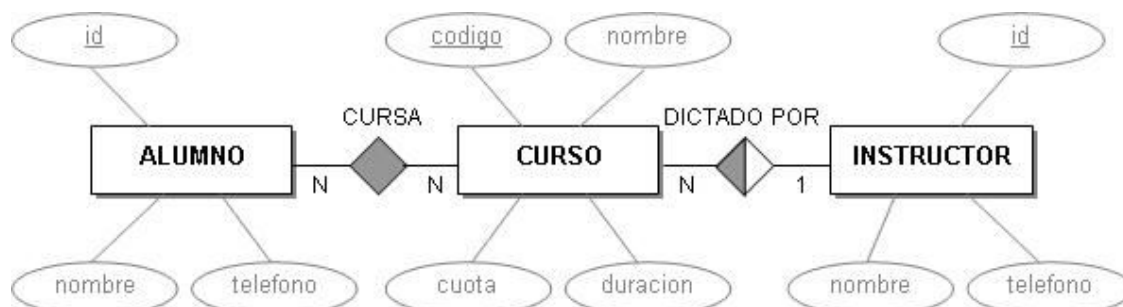 id codigo nombre id
CURSA DICTADO POR
ALUMNO CURSO INSTRUCTOR
N N N 1
nombre telefono cuota duracion nombre telefono